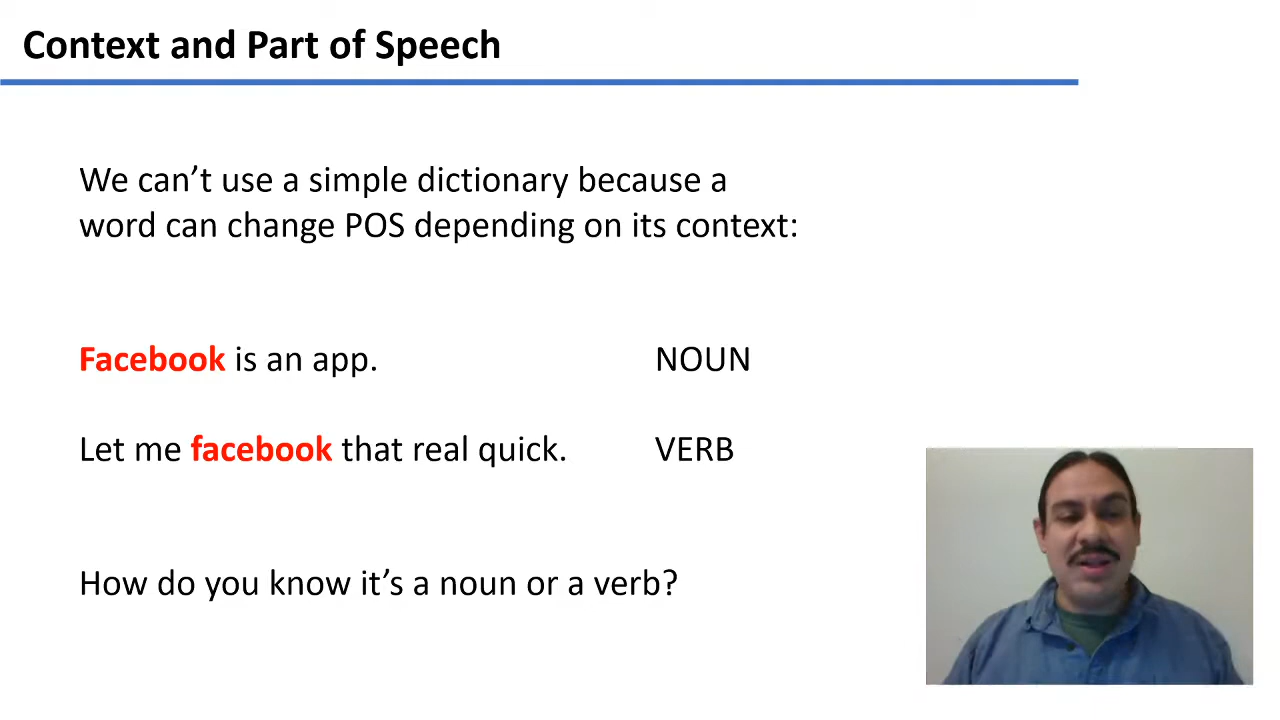 Context and Part of Speech
We can’t use a simple dictionary because a
word can change POS depending on its context:
Facebook is an app. NOUN
Let me facebook that real quick. VERB
How do you know it’s a noun or a verb?